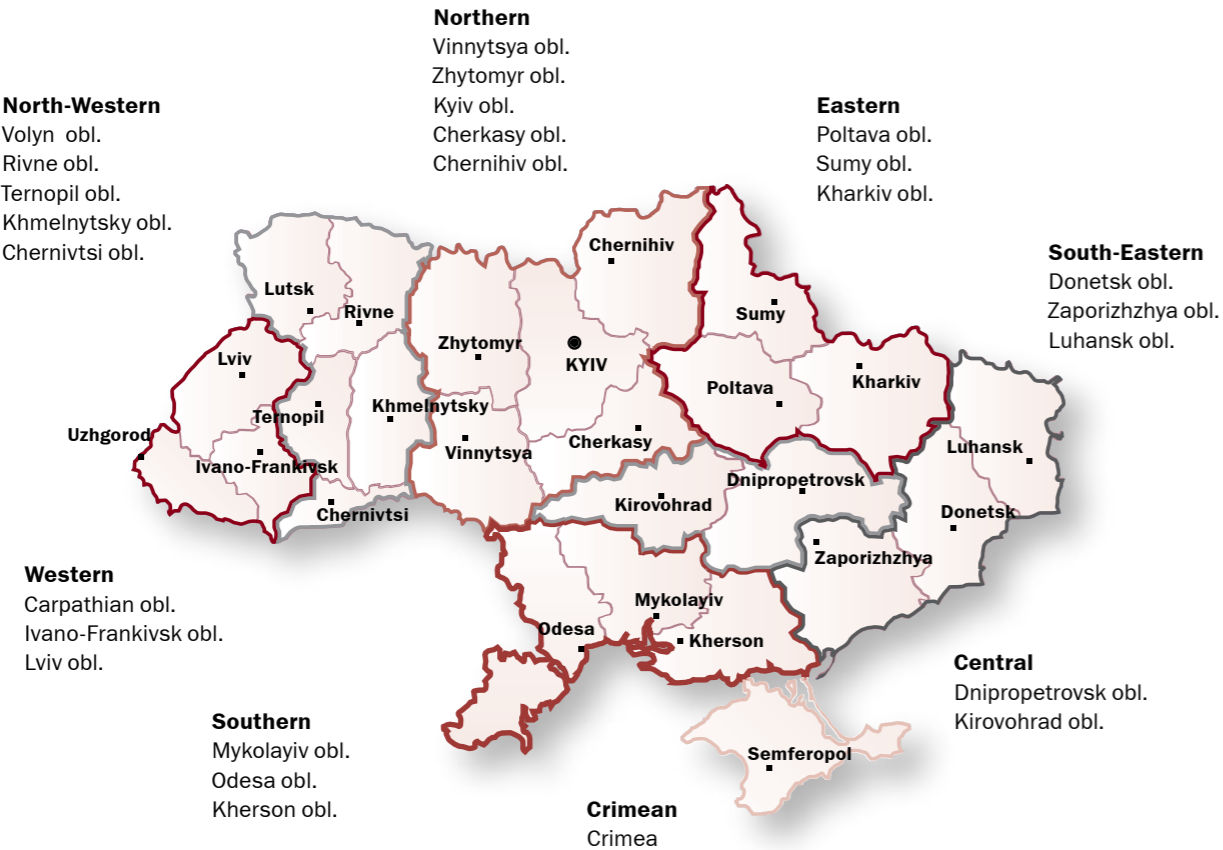 Northern
Vinnytsya obl.
Zhytomyr obl.
Kyiv obl.
Cherkasy obl.
Chernihiv obl.
North-Western
Volyn obl.
Rivne obl.
Ternopil obl.
Khmelnytsky obl.
Chernivtsi obl.
Eastern
Poltava obl.
Sumy obl.
Kharkiv obl.
South-Eastern
Donetsk obl.
Zaporizhzhya obl.
Luhansk obl.
Chernihiv
Lutsk
Rivne
Sumy
Zhytomyr
KYIV
Lviv
Kharkiv
Poltava
Khmelnytsky
Ternopil
Uzhgorod
Cherkasy
Luhansk
Vinnytsya
Ivano-Frankivsk
Dnipropetrovsk
Kirovohrad
Donetsk
Chernivtsi
Zaporizhzhya
Mykolayiv
Odesa
Kherson
Semferopol
Western
Carpathian obl.
Ivano-Frankivsk obl.
Lviv obl.
Central
Dnipropetrovsk obl.
Kirovohrad obl.
Southern
Mykolayiv obl.
Odesa obl.
Kherson obl.
Crimean
Crimea